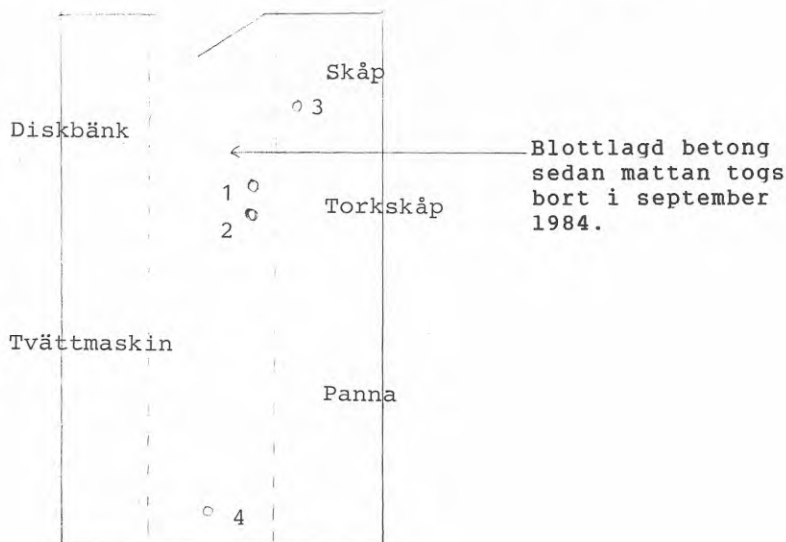 Skåp
3
Diskbänk
Blottlagd betong
sedan mattan togs
bort i september
1984.
1
Torkskåp
2
Tvättmaskin
Panna
4